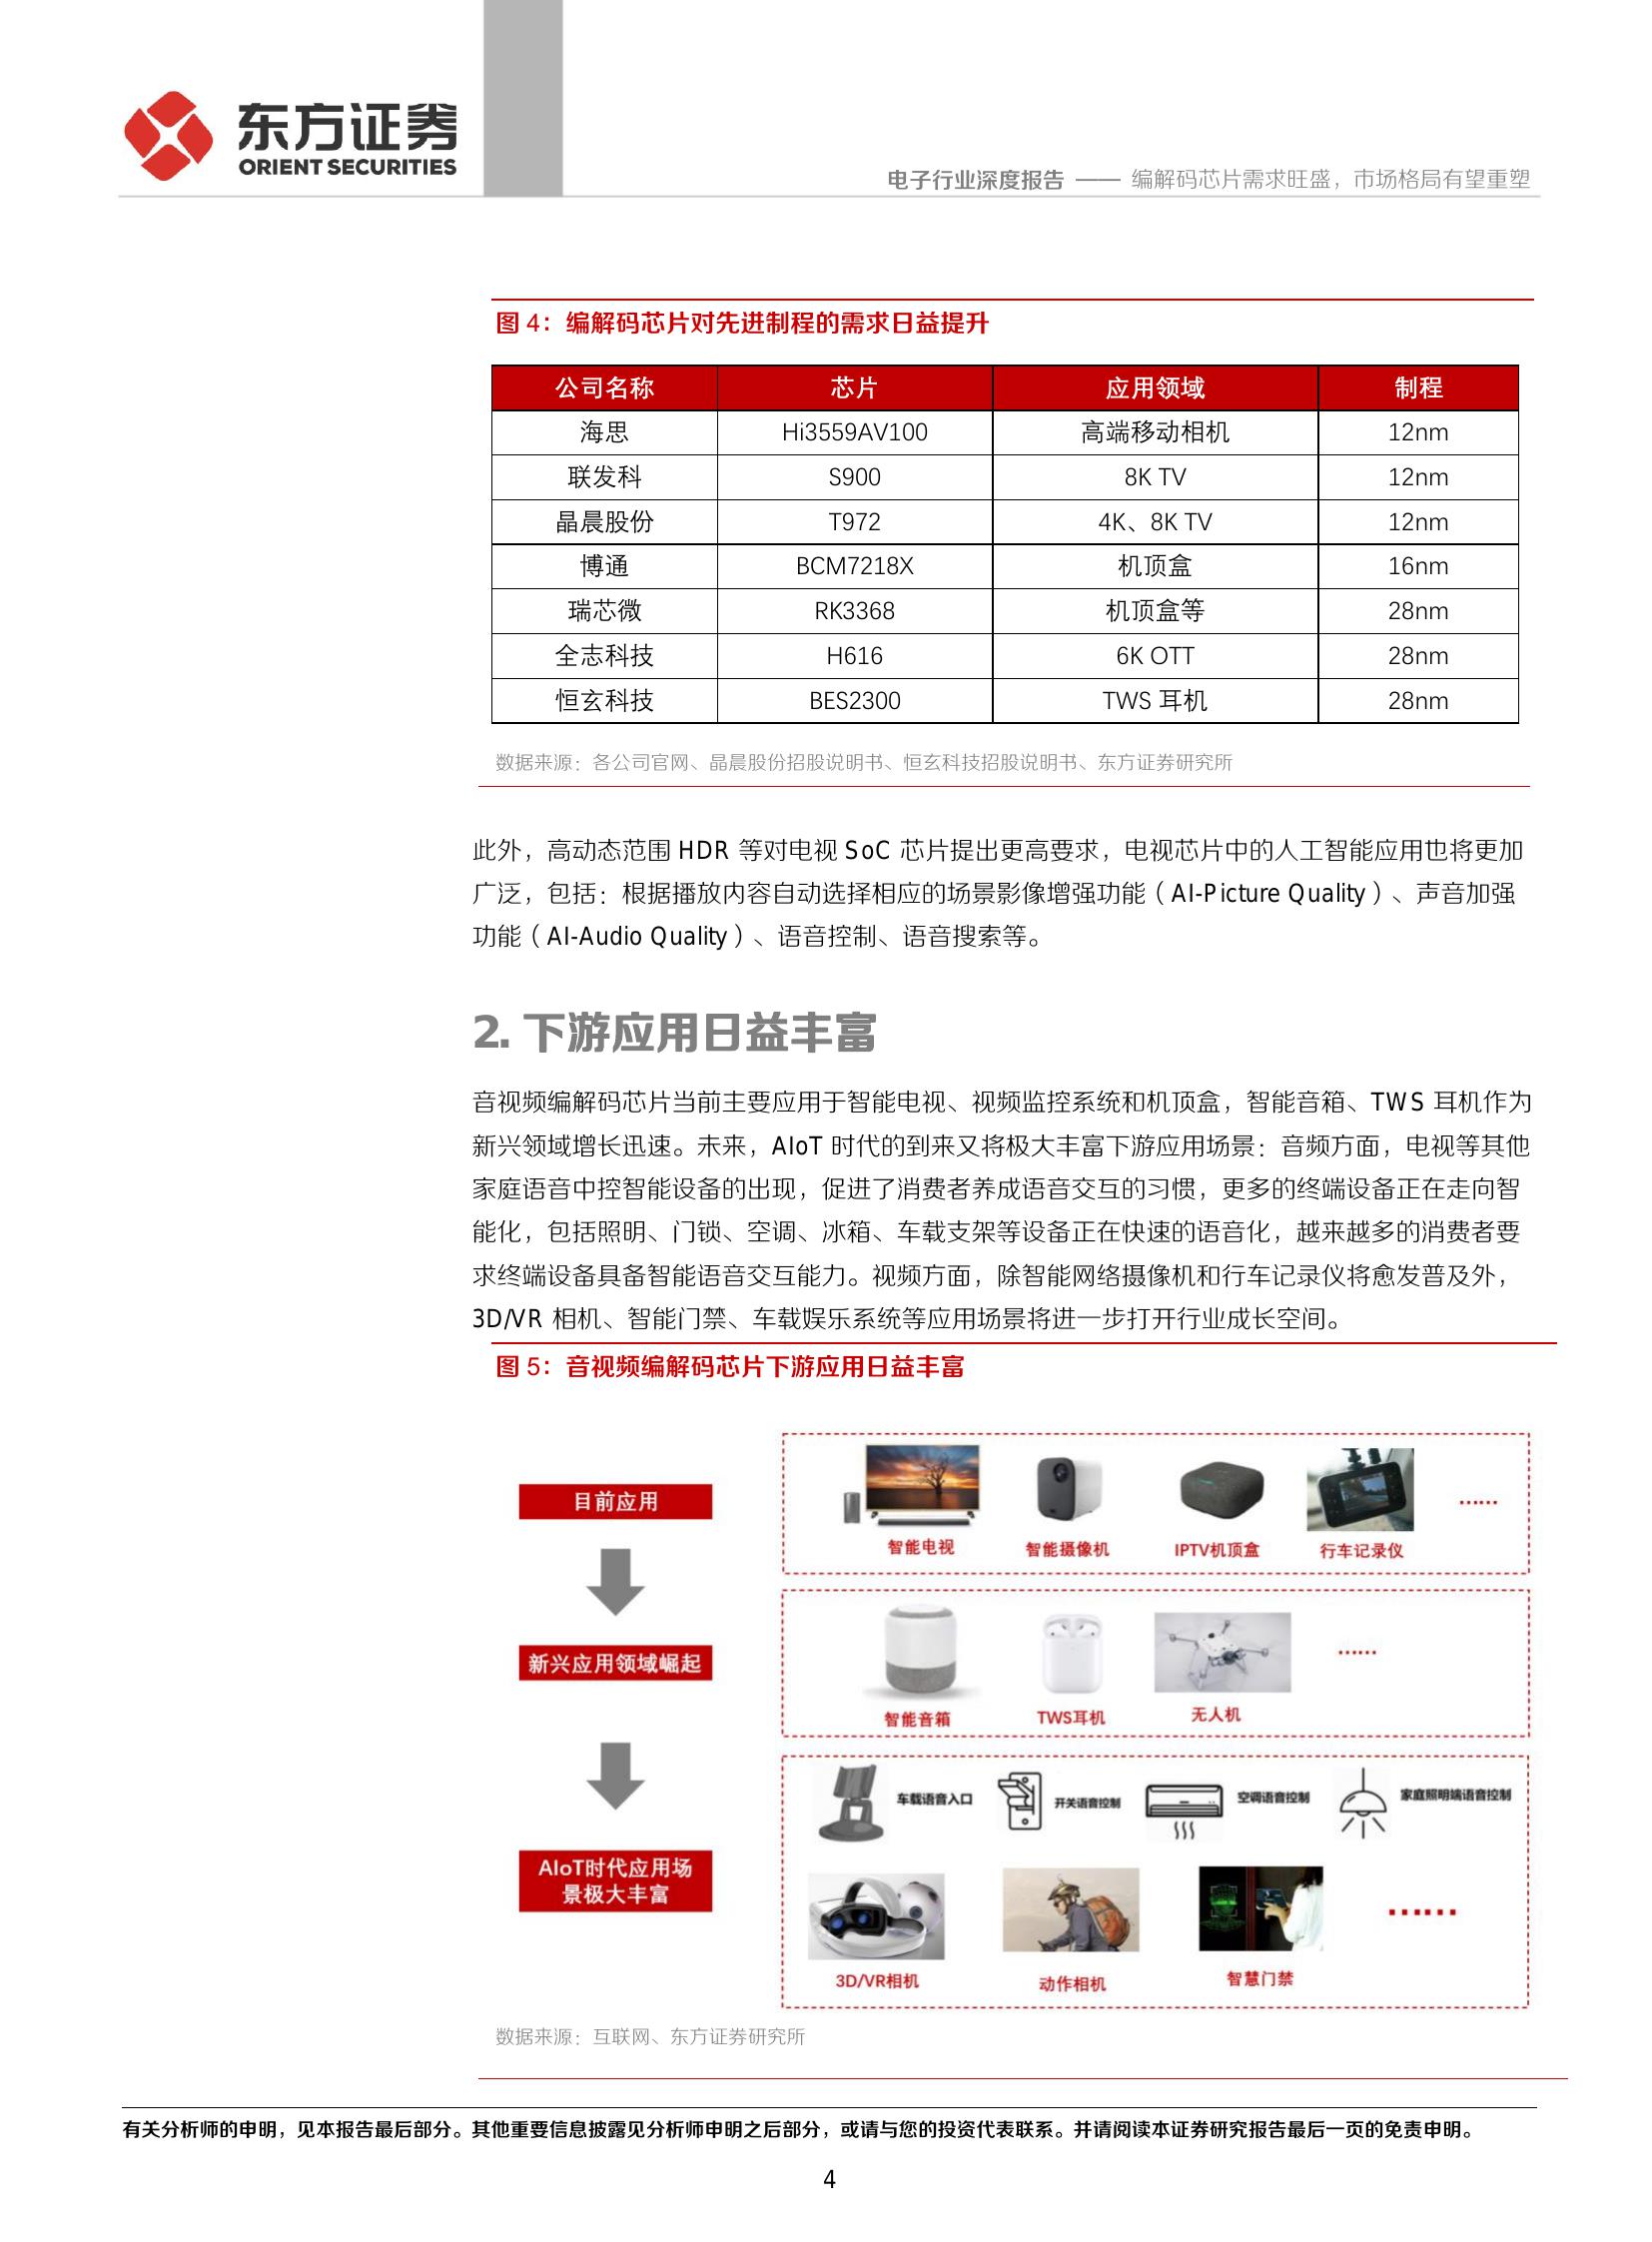 东方证券
ORIENT SECURITIES
电子行业深度报告 —— 编解码芯片需求旺盛，市场格局有望重塑
图 4：编解码芯片对先进制程的需求日益提升
公司名称 芯片 应用领域 制程
海思 Hi3559AV100 高端移动相机 12nm
联发科 S900 8K TV 12nm
晶晨股份 T972 4K、8K TV 12nm
博通 BCM7218X 机顶盒 16nm
瑞芯微 RK3368 机顶盒等 28nm
全志科技 H616 6K OTT 28nm
恒玄科技 BES2300 TWS 耳机 28nm
数据来源：各公司官网、晶晨股份招股说明书、恒玄科技招股说明书、东方证券研究所
此外，高动态范围 HDR 等对电视 SoC 芯片提出更高要求，电视芯片中的人工智能应用也将更加
广泛，包括：根据播放内容自动选择相应的场景影像增强功能（AI-Picture Quality）、声音加强
功能（AI-Audio Quality）、语音控制、语音搜索等。
2. 下游应用日益丰富
音视频编解码芯片当前主要应用于智能电视、视频监控系统和机顶盒，智能音箱、TWS 耳机作为
新兴领域增长迅速。未来，AIoT 时代的到来又将极大丰富下游应用场景：音频方面，电视等其他
家庭语音中控智能设备的出现，促进了消费者养成语音交互的习惯，更多的终端设备正在走向智
能化，包括照明、门锁、空调、冰箱、车载支架等设备正在快速的语音化，越来越多的消费者要
求终端设备具备智能语音交互能力。视频方面，除智能网络摄像机和行车记录仪将愈发普及外，
3D/VR 相机、智能门禁、车载娱乐系统等应用场景将进一步打开行业成长空间。
图 5：音视频编解码芯片下游应用日益丰富
目前应用
智能电视 智能摄像机 IPTV机顶盒 行车记录仪 ……
新兴应用领域崛起
智能音箱 TWS耳机 无人机 ……
AIoT时代应用场
景极大丰富
车载语音入口 开关语音控制 空调语音控制 家庭照明端语音控制
3D/VR相机 动作相机 智慧门禁 ……
数据来源：互联网、东方证券研究所
有关分析师的申明，见本报告最后部分。其他重要信息披露见分析师申明之后部分，或请与您的投资代表联系。并请阅读本证券研究报告最后一页的免责申明。
4